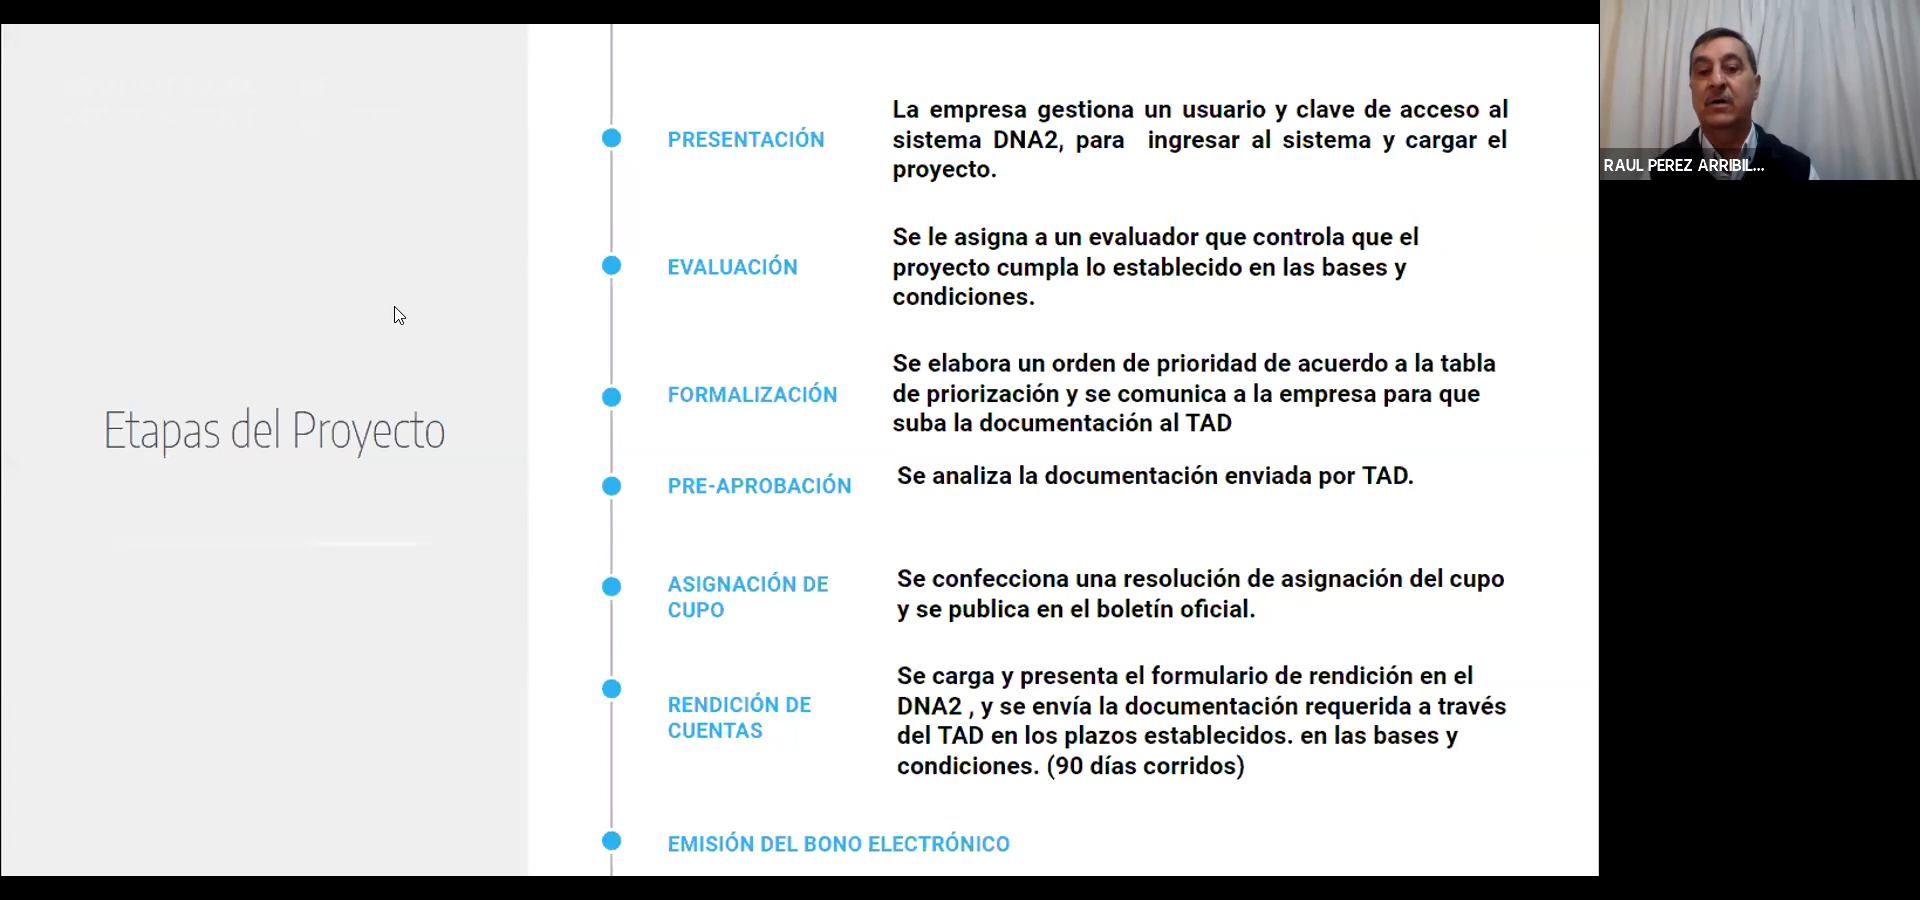 Etapas del Proyecto
PRESENTACIÓN
La empresa gestiona un usuario y clave de acceso al
sistema DNA2, para ingresar al sistema y cargar el
proyecto.
EVALUACIÓN
Se le asigna a un evaluador que controla que el
proyecto cumpla lo establecido en las bases y
condiciones.
FORMALIZACIÓN
Se elabora un orden de prioridad de acuerdo a la tabla
de priorización y se comunica a la empresa para que
suba la documentación al TAD
PRE-APROBACIÓN
Se analiza la documentación enviada por TAD.
ASIGNACIÓN DE
CUPO
Se confecciona una resolución de asignación del cupo
y se publica en el boletín oficial.
RENDICIÓN DE
CUENTAS
Se carga y presenta el formulario de rendición en el
DNA2 , y se envía la documentación requerida a través
del TAD en los plazos establecidos. en las bases y
condiciones. (90 días corridos)
EMISIÓN DEL BONO ELECTRÓNICO
RAUL PEREZ ARRIBIL...